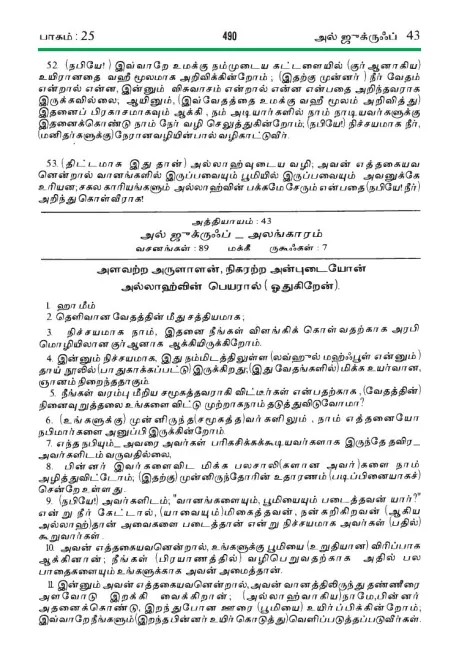 பாகம் : 25 490 அல் ஜுக்ருஃப் 43
52. (நபியே! ) இவ்வாறே உமக்கு நம்முடைய கட்டளையில் (குர்ஆனாகிய)
உயிரானதை வஹீ மூலமாக அறிவிக்கின்றோம் ; (இதற்கு முன்னர் ) நீர் வேதம்
என்றால் என்ன, இன்னும் விசுவாசம் என்றால் என்ன என்பதை அறிந்தவராக
இருக்கவில்லை; ஆயினும், (இவ்வேதத்தை உமக்கு வஹீ மூலம் அறிவித்து)
இதனைப் பிரகாசமாகவும் ஆக்கி , நம் அடியார்களில் நாம் நாடியவர்களுக்கு
இதனைக்கொண்டு நாம் நேர் வழி செலுத்துகின்றோம்; (நபியே!) நிச்சயமாக நீர்,
(மனிதர்களுக்கு)நேரானவழியின்பால் வழிகாட்டுவீர்.
53. (திட்டமாக இது தான்) அல்லாஹ்வுடைய வழி; அவன் எத்தகையவ
னென்றால் வானங்களில் இருப்பவையும் பூமியில் இருப்பவையும் அவனுக்கே
உரியன;சகல காரியங்களும் அல்லாஹ்வின் பக்கமே சேரும் என்பதை (நபியே! நீர்)
அறிந்து கொள்வீராக!
அத்தியாயம் : 43
அல் ஜுக்ருஃப் _ அலங்காரம்
வசனங்கள் : 89 மக்கீ ருகூஃகள் : 7
அளவற்ற அருளாளன், நிகரற்ற அன்புடையோன்
அல்லாஹ்வின் பெயரால் ( ஓதுகிறேன்).
1. ஹாமீம்
2. தெளிவான வேதத்தின் மீது சத்தியமாக ;
3. நிச்சயமாக நாம், இதனை நீங்கள் விளங்கிக் கொள்வதற்காக அரபி
மொழியிலான குர்ஆனாக ஆக்கியிருக்கிறோம்.
4. இன்னும் நிச்சயமாக, இது நம்மிடத்திலுள்ள (லவ்ஹுல் மஹ்ஃபூள் என்னும் )
தாய் நூலில் (பாதுகாக்கப்பட்டு) இருக்கிறது;(இது வேதங்களில்) மிக்க உயர்வான,
ஞானம் நிறைந்ததாகும்.
5. நீங்கள் வரம்பு மீறிய சமூகத்தவராகி விட்டீர்கள் என்பதற்காக , (வேதத்தின்)
நினைவுறுத்தலை உங்களை விட்டு முற்றாகநாம் தடுத்துவிடுவோமா?
6. (உங்களுக்கு) முன்னிருந்த(சமூகத்த)வர்களிலும் , நாம் எத்தனையோ
நபிமார்களை அனுப்பி இருக்கின்றோம்.
7. எந்த நபியும்_ அவரை அவர்கள் பரிகசிக்கக்கூடியவர்களாக இருந்தே தவிர _
அவர்களிடம் வருவதில்லை,
8. பின்னர் இவர்களைவிட மிக்க பலசாலி(களான அவர்)களை நாம்
அழித்துவிட்டோம், (இதற்கு) முன்னிருந்தோரின் உதாரணம் (படிப்பினையாகச்)
சென்றே உள்ளது .
9. (நபியே!) அவர்களிடம்; "வானங்களையும், பூமியையும் படைத்தவன் யார்?"
என்று நீர் கேட்டால், (யாவையும்)மிகைத்தவன் , நன்கறிகிறவன் (ஆகிய
அல்லாஹ்)தான் அவைகளை படைத்தான் என்று நிச்சயமாக அவர்கள் (பதில்)
கூறுவார்கள் .
10. அவன் எத்தகையவனென்றால், உங்களுக்கு பூமியை (உறுதியான) விரிப்பாக
ஆக்கினான்; நீங்கள் (பிரயாணத்தில்) வழிபெறுவதற்காக அதில் பல
பாதைகளையும் உங்களுக்காக அவன் அமைத்தான்.
11. இன்னும் அவன் எத்தகையவனென்றால், அவன் வானத்திலிருந்து தண்ணீரை
அளவோடு இறக்கி வைக்கிறான் ; (அல்லாஹ்வாகிய)நாமே,பின்னர்
அதனைக்கொண்டு, இறந்துபோன ஊரை (பூமியை) உயிர்ப்பிக்கின்றோம்;
இவ்வாறேநீங்களும்(இறந்தபின்னர் உயிர் கொடுத்து)வெளிப்படுத்தப்படுவீர்கள்.